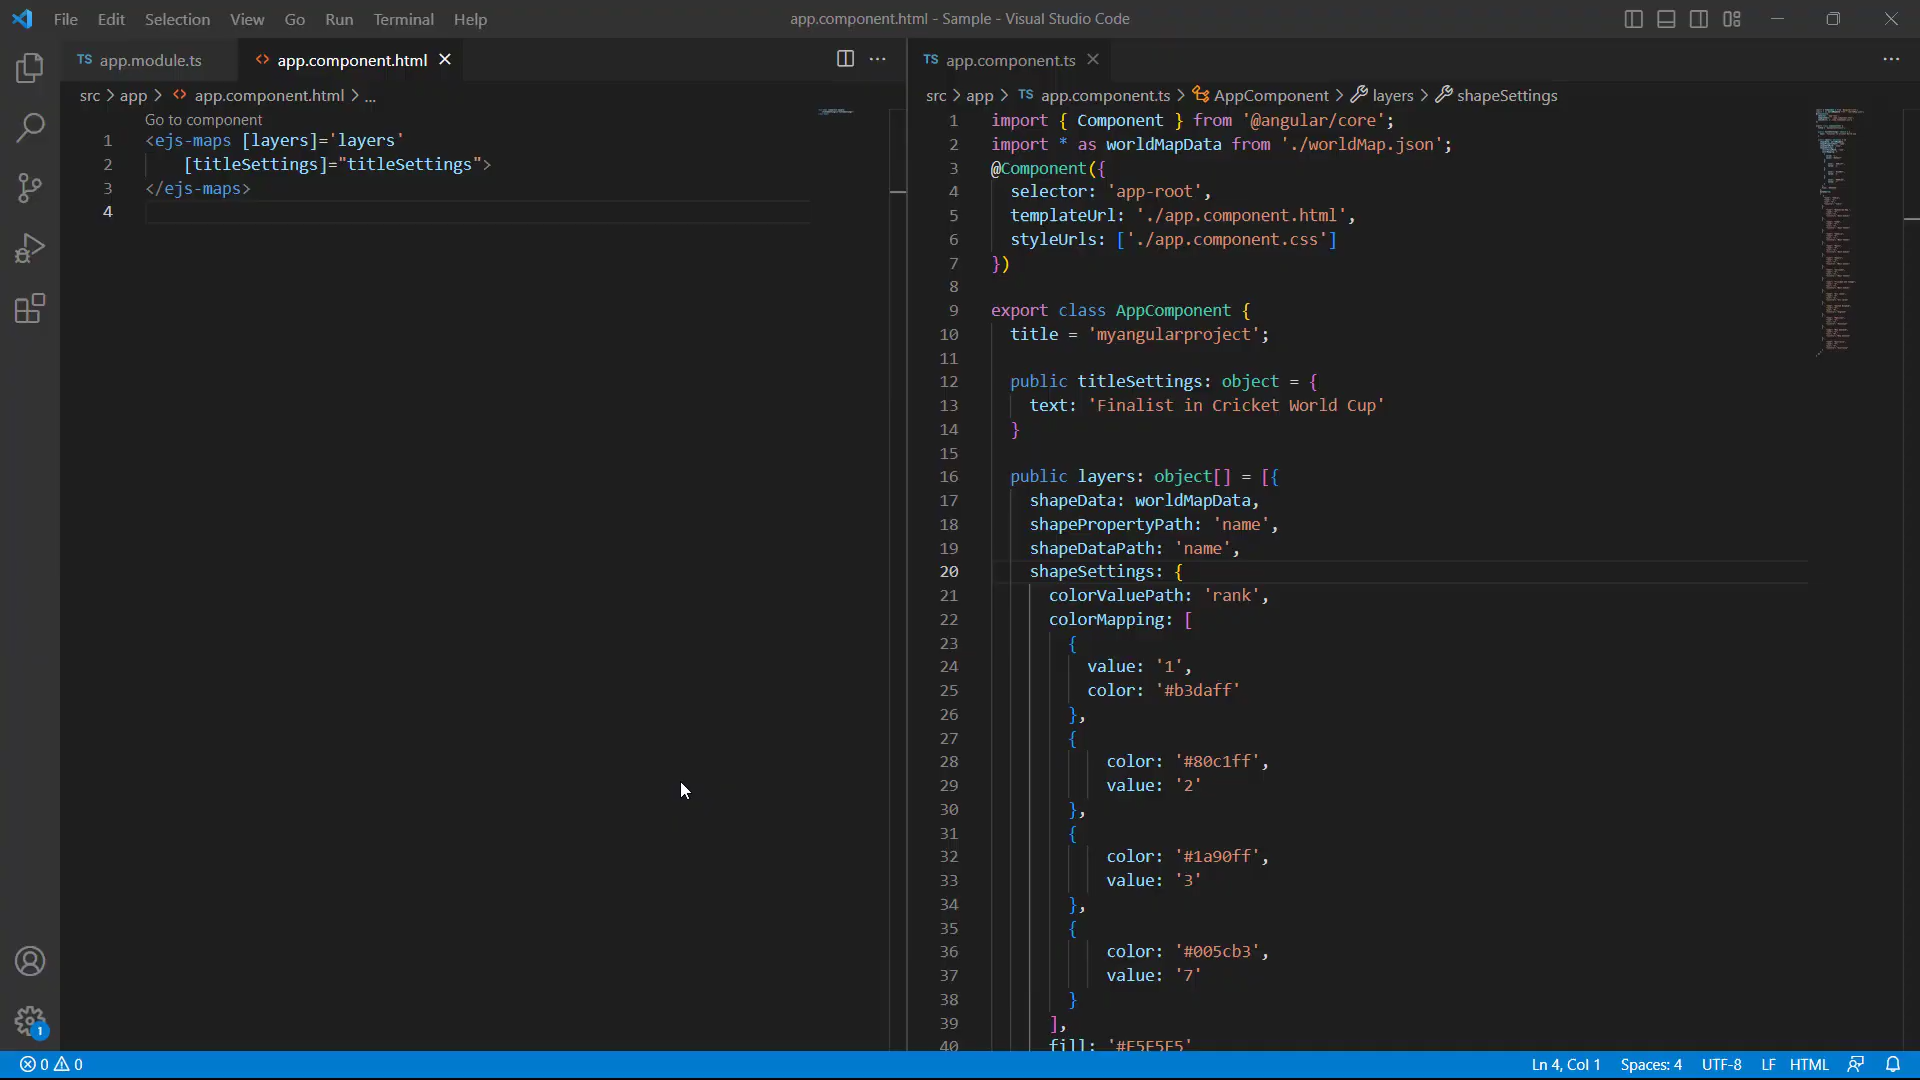 File Edit Selection View Go Run Terminal Help
app.component.html - Sample - Visual Studio Code
TS app.module.ts
<> app.component.html
src > app > <> app.component.html > ...
Go to component
1 <ejs-maps [layers]='layers'
2 [titleSettings]="titleSettings">
3 </ejs-maps>
4
TS app.component.ts
src > app > TS app.component.ts > AppComponent > layers > shapeSettings
1 import { Component } from '@angular/core';
2 import * as worldMapData from './worldMap.json';
3 @Component({
4 selector: 'app-root',
5 templateUrl: './app.component.html',
6 styleUrls: ['./app.component.css']
7 })
8
9 export class AppComponent {
10 title = 'myangularproject';
11
12 public titleSettings: object = {
13 text: 'Finalist in Cricket World Cup'
14 }
15
16 public layers: object[] = [{
17 shapeData: worldMapData,
18 shapePropertyPath: 'name',
19 shapeDataPath: 'name',
20 shapeSettings: {
21 colorValuePath: 'rank',
22 colorMapping: [
23 {
24 value: '1',
25 color: '#b3daff'
26 },
27 {
28 color: '#80c1ff',
29 value: '2'
30 },
31 {
32 color: '#1a90ff',
33 value: '3'
34 },
35 {
36 color: '#005cb3',
37 value: '7'
38 }
39 ],
40 fill: '#E5E5E5'
1
0 0
Ln 4, Col 1 Spaces: 4 UTF-8 LF HTML